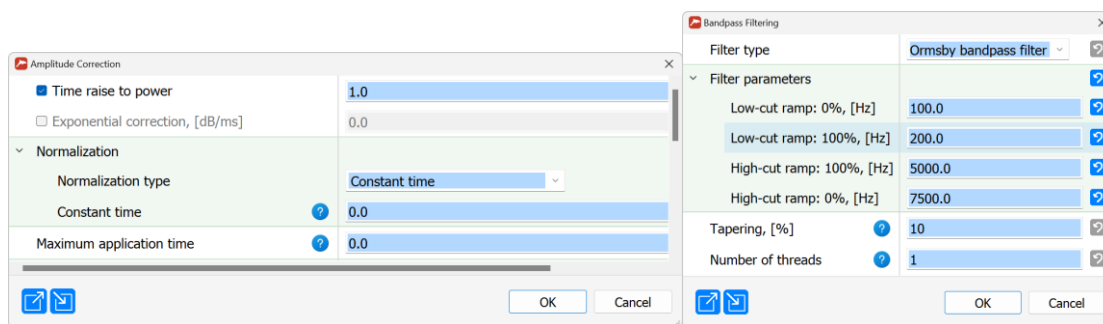 Amplitude Correction
Time raise to power 1.0
Exponential correction, [dB/ms] 0.0
Normalization
Normalization type Constant time
Constant time ? 0.0
Maximum application time ? 0.0
OK Cancel
Bandpass Filtering
Filter type Ormsby bandpass filter
Filter parameters
Low-cut ramp: 0%, [Hz] 100.0
Low-cut ramp: 100%, [Hz] 200.0
High-cut ramp: 100%, [Hz] 5000.0
High-cut ramp: 0%, [Hz] 7500.0
Tapering, [%] ? 10
Number of threads ? 1
OK Cancel